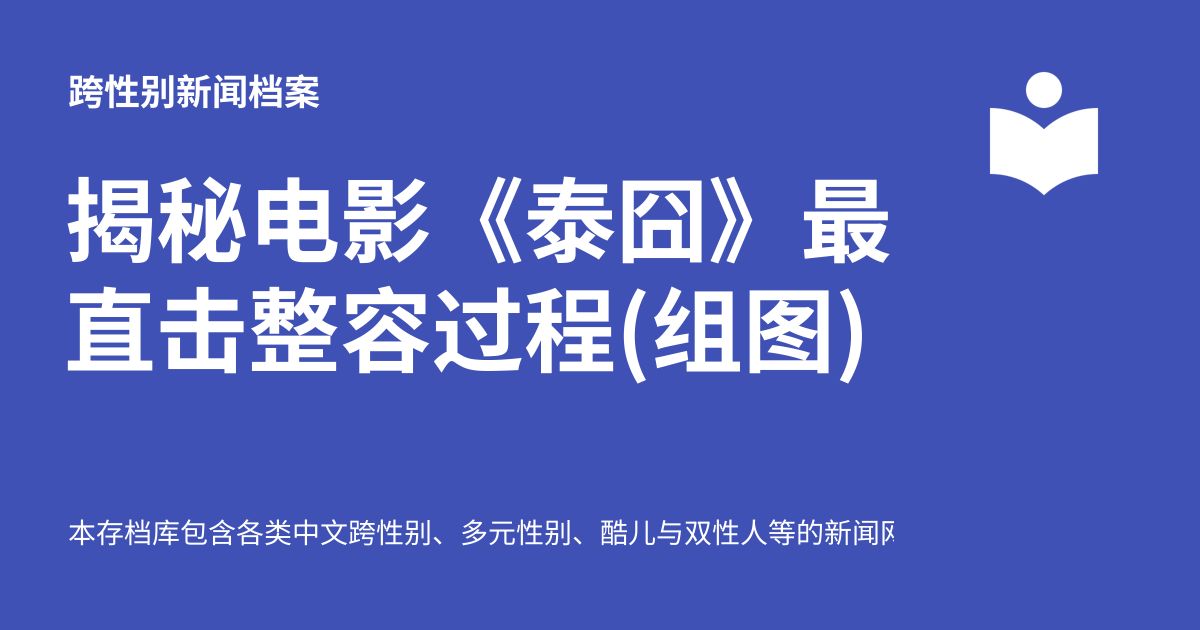 跨性别新闻档案
揭秘电影《泰囧》最
直击整容过程(组图)
本存档库包含各类中文跨性别、多元性别、酷儿与双性人等的新闻